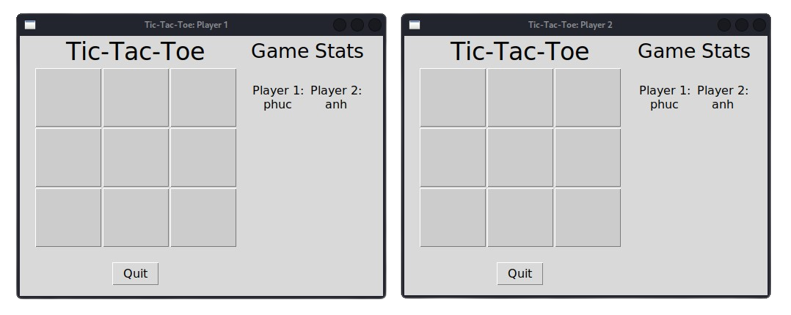 Tic-Tac-Toe: Player 1
Tic-Tac-Toe
Game Stats
Player 1: Player 2:
phuc anh
Quit
Tic-Tac-Toe: Player 2
Tic-Tac-Toe
Game Stats
Player 1: Player 2:
phuc anh
Quit